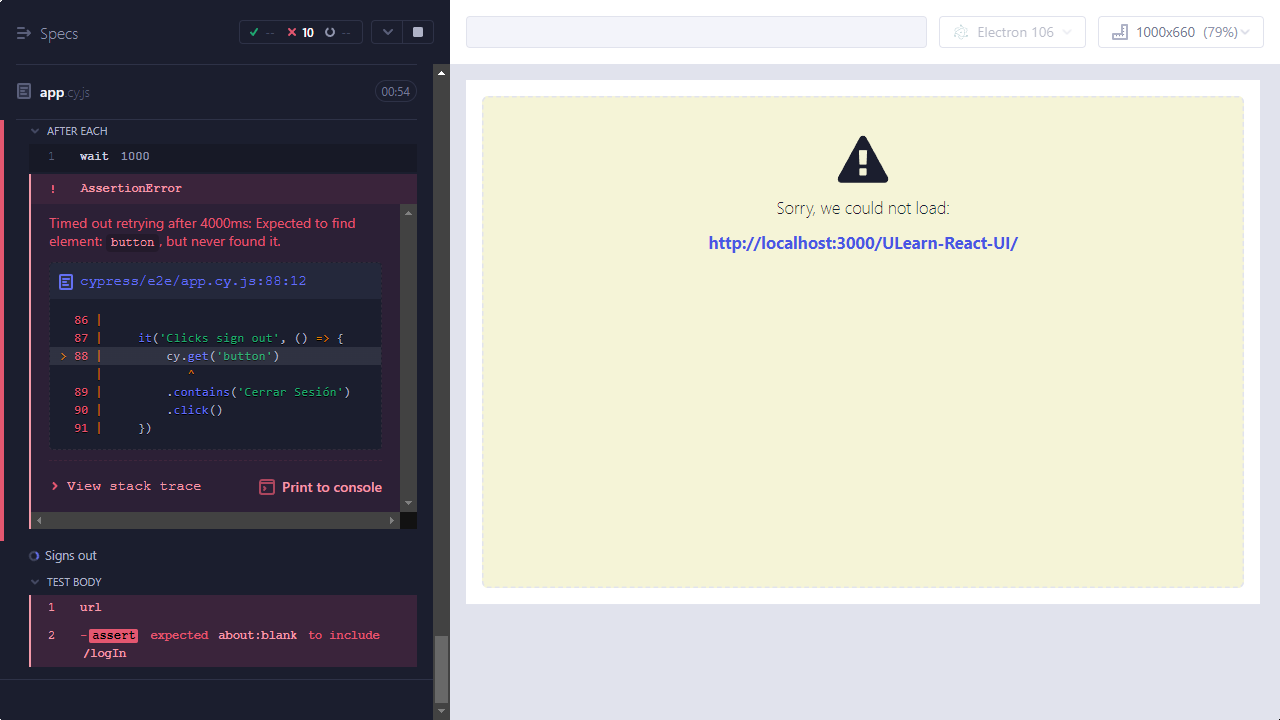 Specs
-- 10 --
Electron 106
1000x660 (79%)
app.cy.js
00:54
AFTER EACH
1 wait 1000
! AssertionError
Timed out retrying after 4000ms: Expected to find
element: button, but never found it.
cypress/e2e/app.cy.js:88:12
86 |
87 | it('Clicks sign out', () => {
> 88 | cy.get('button')
| ^
89 | .contains('Cerrar Sesión')
90 | .click()
91 | })
> View stack trace
Print to console
Signs out
TEST BODY
1 url
2 -assert expected about:blank to include
/logIn
Sorry, we could not load:
http://localhost:3000/ULearn-React-UI/